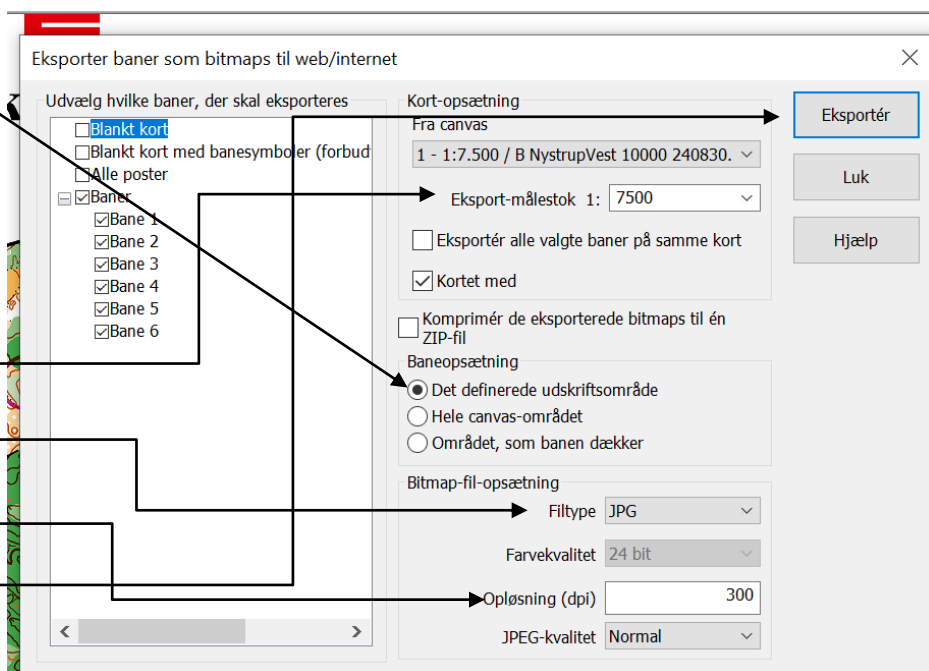 Eksporter baner som bitmaps til web/internet
Udvælg hvilke baner, der skal eksporteres
Blankt kort
Blankt kort med banesymboler (forbud
Alle poster
Baner
Bane 1
Bane 2
Bane 3
Bane 4
Bane 5
Bane 6
Kort-opsætning
Fra canvas
1 - 1:7.500 / B NystrupVest 10000 240830.
Eksport-målestok 1: 7500
Eksportér alle valgte baner på samme kort
Kortet med
Komprimér de eksporterede bitmaps til én
ZIP-fil
Baneopsætning
Det definerede udskriftsområde
Hele canvas-området
Området, som banen dækker
Bitmap-fil-opsætning
Filtype JPG
Farvekvalitet 24 bit
Opløsning (dpi) 300
JPEG-kvalitet Normal
Eksportér
Luk
Hjælp